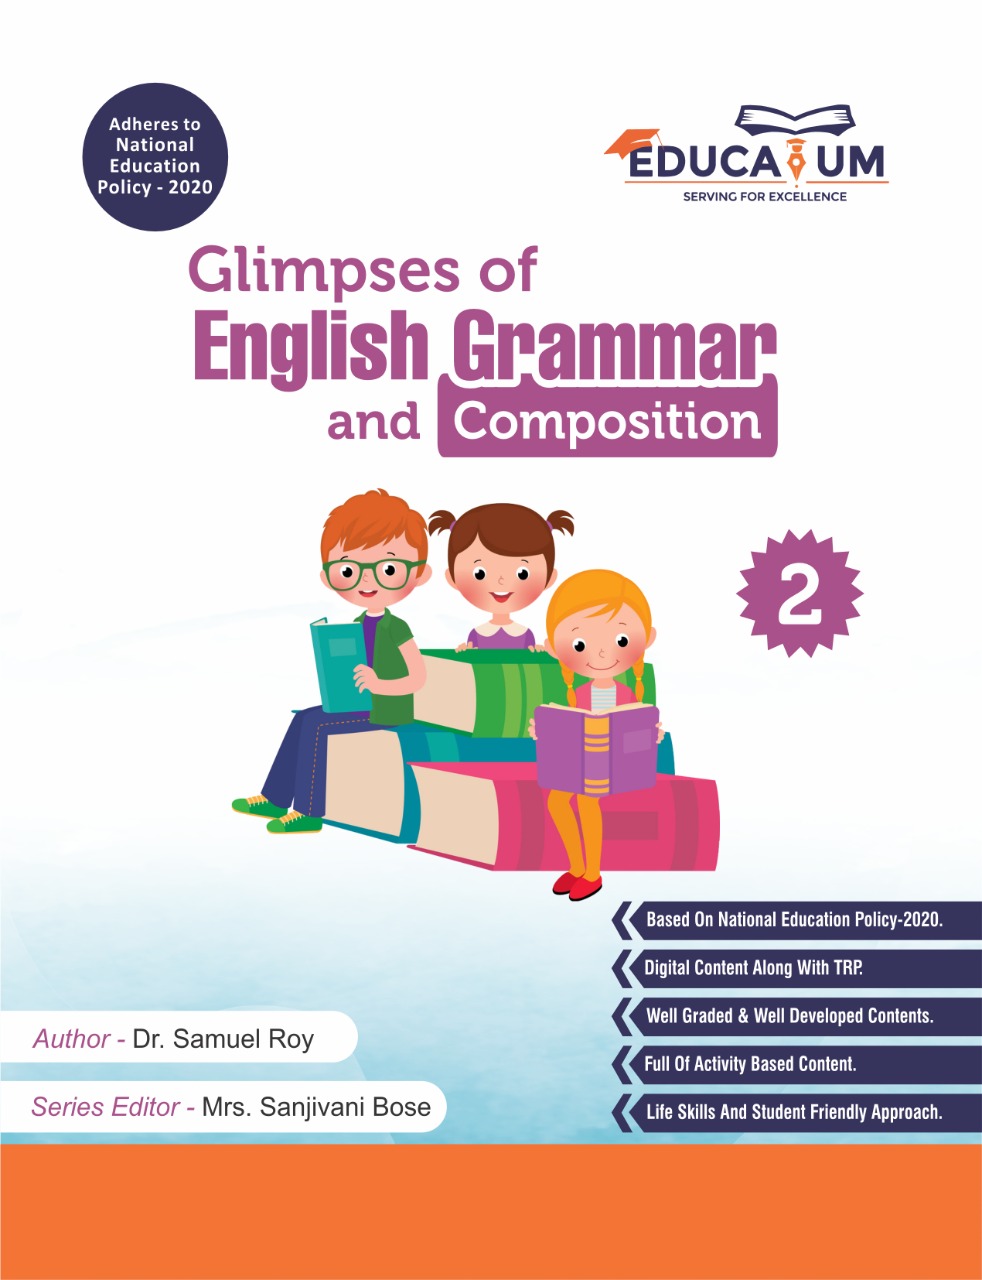 Adheres to
National
Education
Policy - 2020
EDUCATIUM
SERVING FOR EXCELLENCE
Glimpses of
English Grammar
and Composition
2
Based On National Education Policy-2020.
Digital Content Along With TRP.
Well Graded & Well Developed Contents.
Full Of Activity Based Content.
Life Skills And Student Friendly Approach.
Author - Dr. Samuel Roy
Series Editor - Mrs. Sanjivani Bose